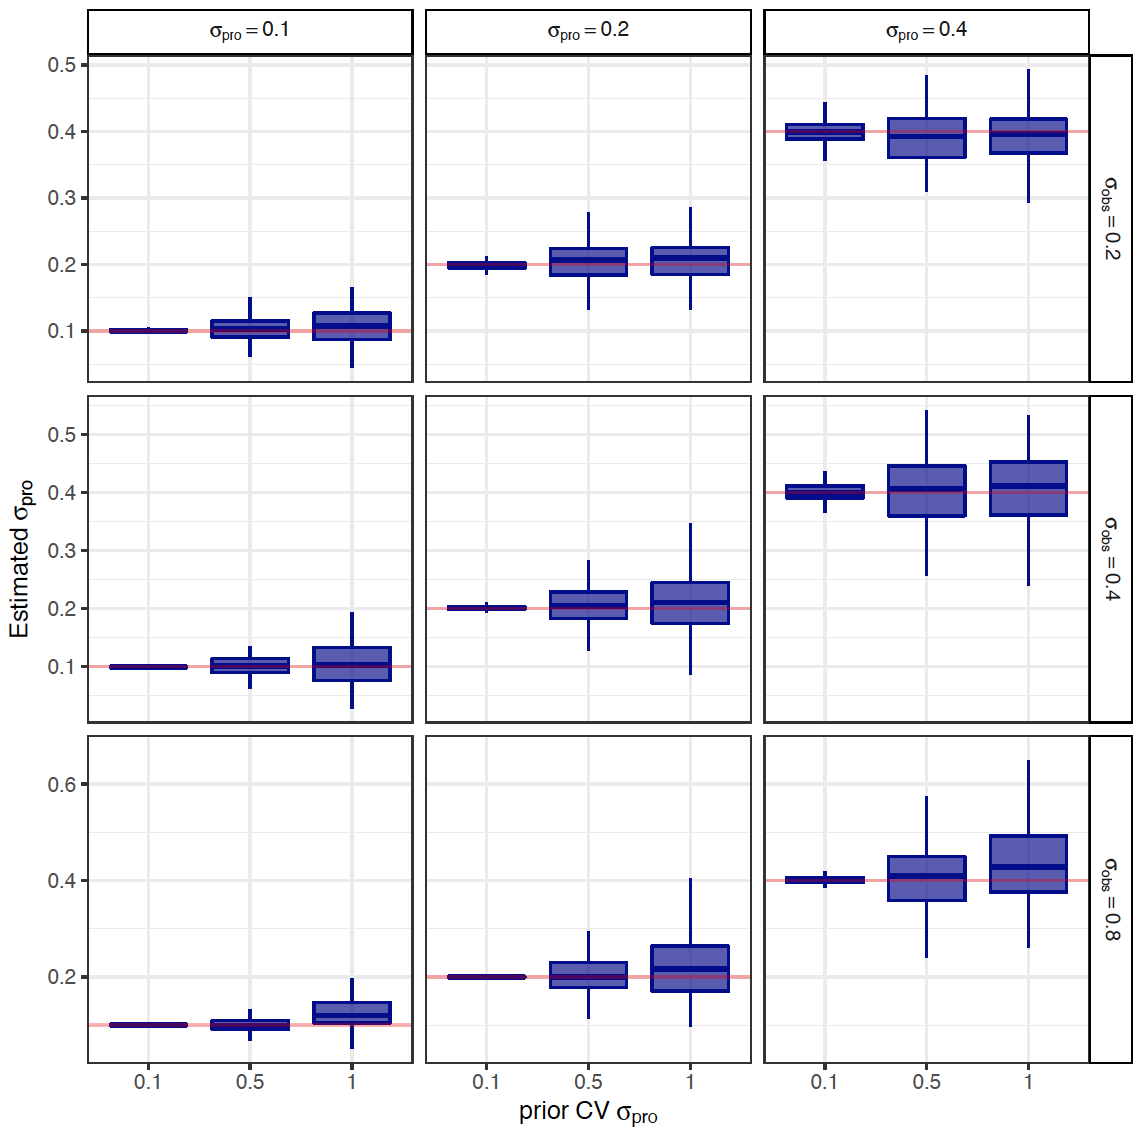 σpro = 0.1
σpro = 0.2
σpro = 0.4
0.5
0.4
0.3
0.2
0.1
σobs = 0.2
0.5
0.4
0.3
0.2
0.1
σobs = 0.4
0.6
0.4
0.2
σobs = 0.8
Estimated σpro
0.1 0.5 1
0.1 0.5 1
0.1 0.5 1
prior CV σpro